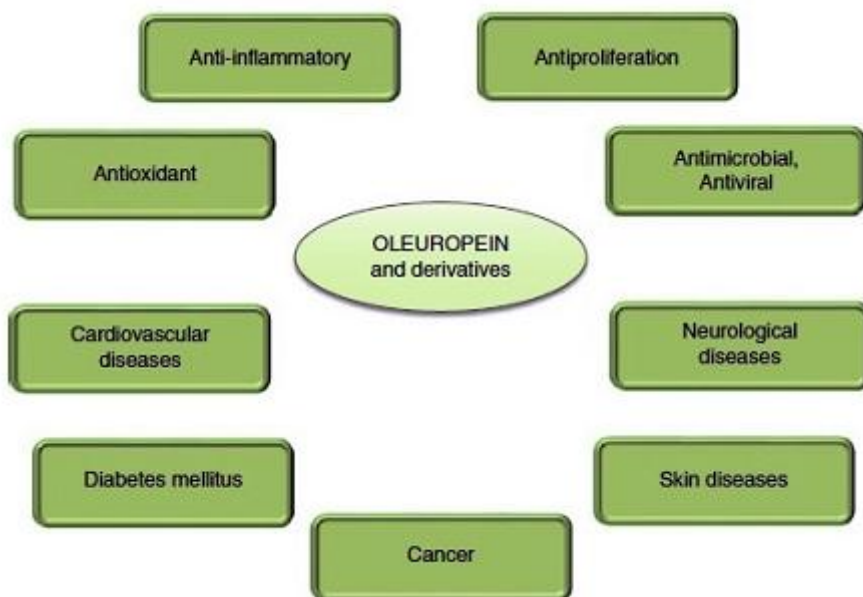 Anti-inflammatory
Antiproliferation
Antioxidant
Antimicrobial,
Antiviral
OLEUROPEIN
and derivatives
Cardiovascular
diseases
Neurological
diseases
Diabetes mellitus
Skin diseases
Cancer